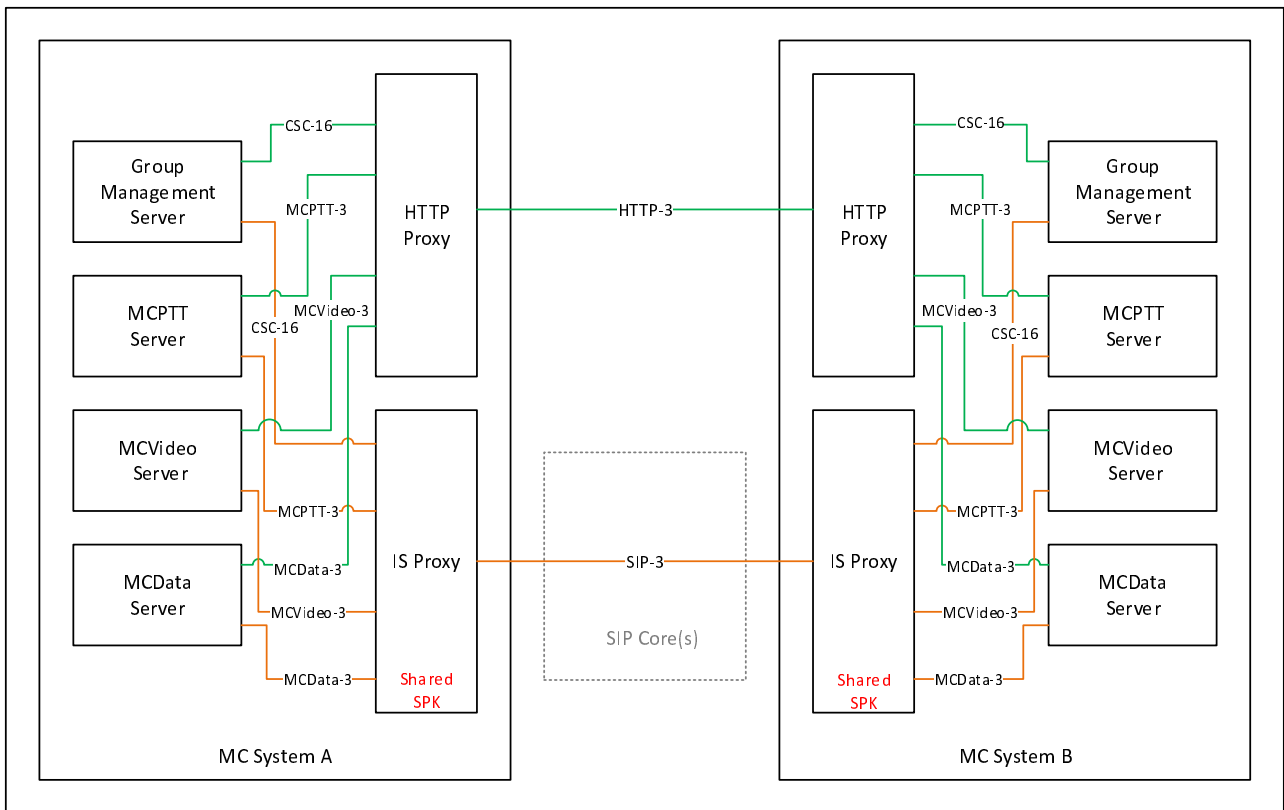 CSC-16
Group
Management
Server
MCPTT-3
HTTP
Proxy
MCPTT
Server
MCVideo-3
CSC-16
MCVideo
Server
MCPTT-3
MCData
Server
MCData-3
MCVideo-3
MCData-3
IS Proxy
Shared
SPK
MC System A
HTTP-3
SIP-3
SIP Core(s)
CSC-16
Group
Management
Server
MCPTT-3
HTTP
Proxy
MCVideo-3
CSC-16
MCPTT
Server
MCVideo
Server
MCPTT-3
IS Proxy
MCData-3
MCData
Server
MCVideo-3
MCData-3
Shared
SPK
MC System B